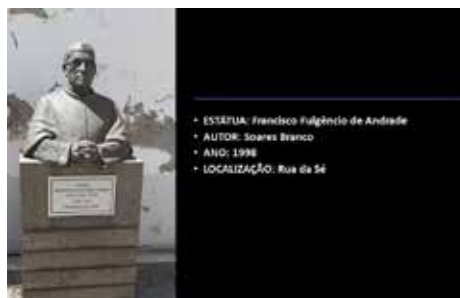 • ESTÁTUA: Francisco Fulgêncio de Andrade
• AUTOR: Soares Branco
• ANO: 1998
• LOCALIZAÇÃO: Rua da Sé